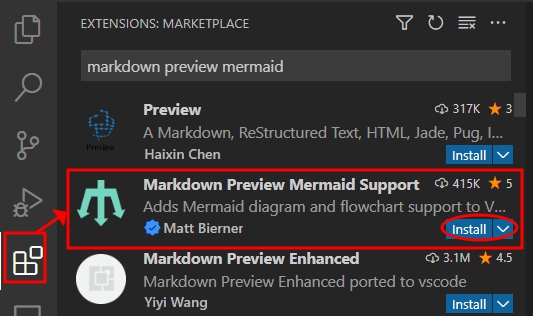 EXTENSIONS: MARKETPLACE
markdown preview mermaid
Preview 317K 3
A Markdown, ReStructured Text, HTML, Jade, Pug, I...
Haixin Chen Install
Preview
Markdown Preview Mermaid Support 415K 5
Adds Mermaid diagram and flowchart support to V...
Matt Bierner Install
Markdown Preview Enhanced 3.1M 4.5
Markdown Preview Enhanced ported to vscode
Yiyi Wang Install